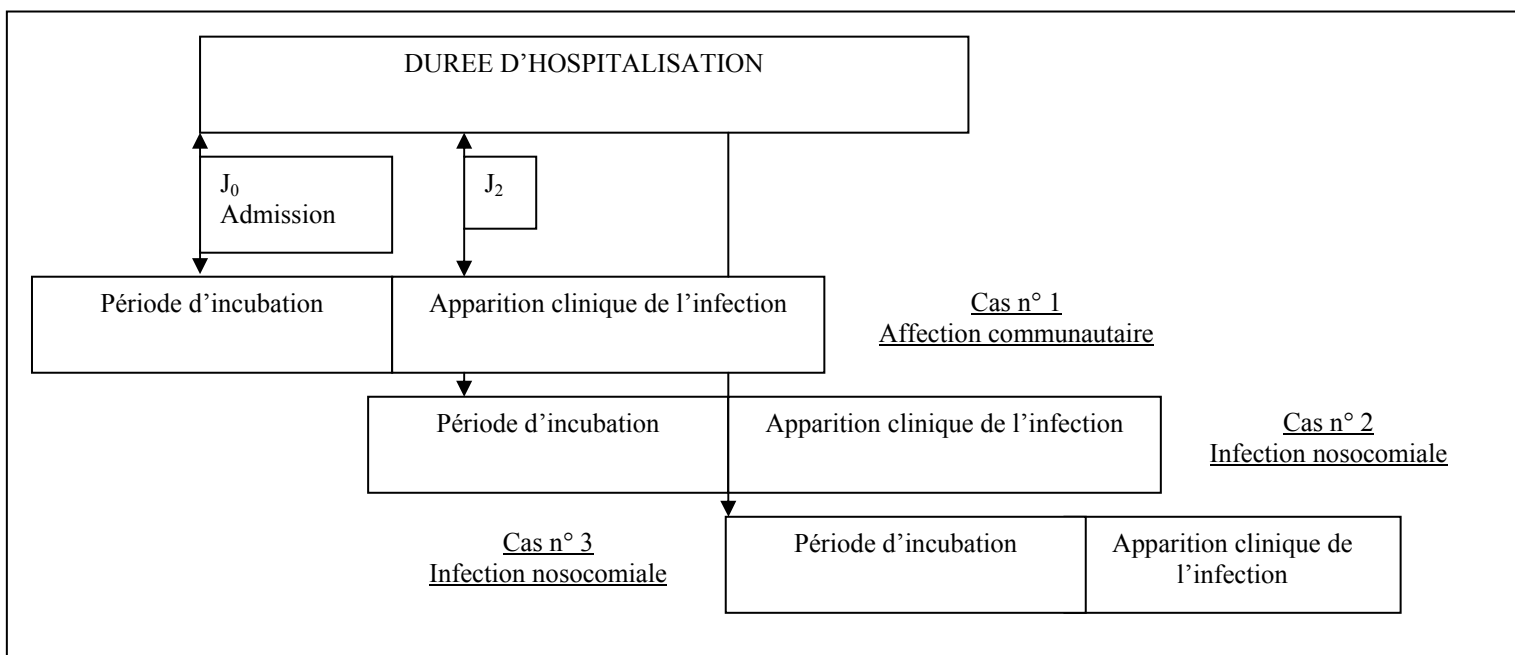 DUREE D’HOSPITALISATION
J₀
Admission
J₂
Période d’incubation
Apparition clinique de l’infection
Cas n° 1
Affection communautaire
Période d’incubation
Apparition clinique de l’infection
Cas n° 2
Infection nosocomiale
Cas n° 3
Infection nosocomiale
Période d’incubation
Apparition clinique de
l’infection